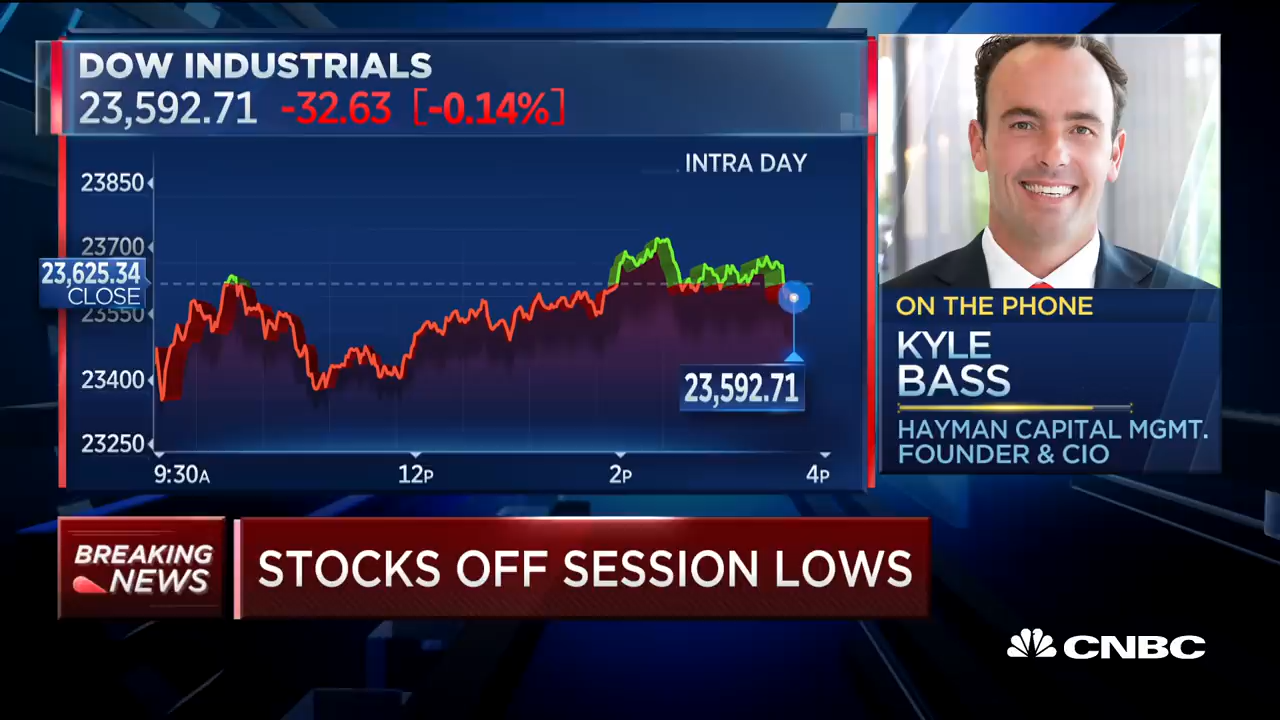 DOW INDUSTRIALS
23,592.71 -32.63 [-0.14%]
INTRA DAY
23850
23700
23,625.34
CLOSE
23550
23400
23250
23,592.71
9:30A 12P 2P 4P
ON THE PHONE
KYLE
BASS
HAYMAN CAPITAL MGMT.
FOUNDER & CIO
BREAKING
NEWS
STOCKS OFF SESSION LOWS
CNBC